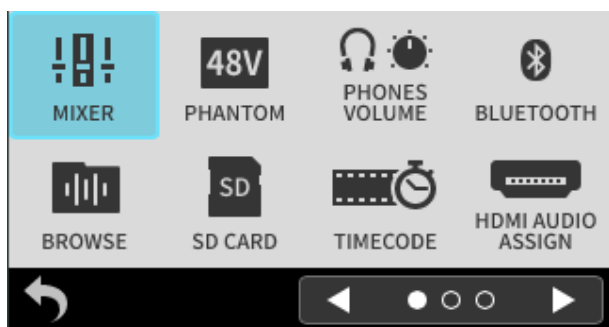 48V
PHONES
MIXER PHANTOM VOLUME BLUETOOTH
SD
HDMI AUDIO
BROWSE SD CARD TIMECODE ASSIGN